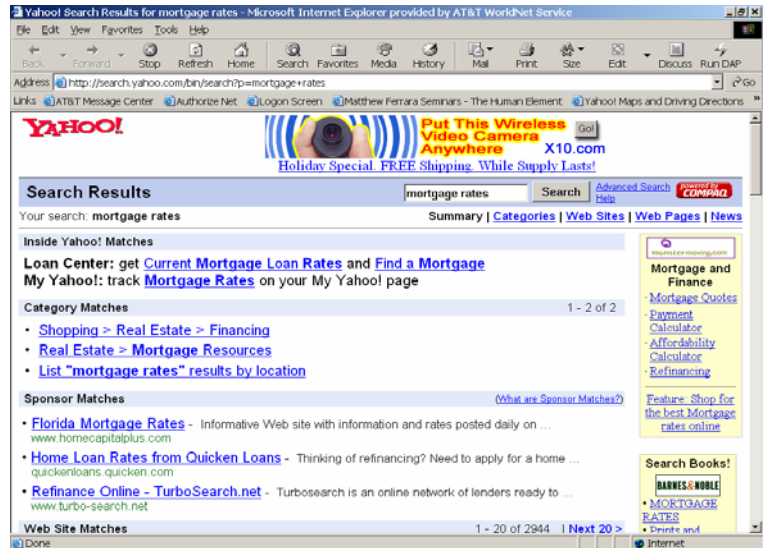 Yahoo! Search Results for mortgage rates - Microsoft Internet Explorer provided by AT&T WorldNet Service
File Edit View Favorites Tools Help
Back Forward Stop Refresh Home Search Favorites Media History Mail Print Size Edit Discuss Run DAP
Address http://search.yahoo.com/bin/search?p=mortgage+rates Go
Links AT&T Message Center Authorize Net Logon Screen Matthew Ferrara Seminars - The Human Element Yahoo! Maps and Driving Directions »
YAHOO!
Put This Wireless Go!
Video Camera
Anywhere X10.com
Holiday Special. FREE Shipping. While Supply Lasts!
Search Results mortgage rates Search Advanced Search Powered by COMPAQ
Help
Your search: mortgage rates Summary | Categories | Web Sites | Web Pages | News
Inside Yahoo! Matches
Loan Center: get Current Mortgage Loan Rates and Find a Mortgage
My Yahoo!: track Mortgage Rates on your My Yahoo! page
Category Matches 1 - 2 of 2
• Shopping > Real Estate > Financing
• Real Estate > Mortgage Resources
• List "mortgage rates" results by location
Sponsor Matches (What are Sponsor Matches?)
• Florida Mortgage Rates - Informative Web site with information and rates posted daily on ...
www.homecapitalplus.com
• Home Loan Rates from Quicken Loans - Thinking of refinancing? Need to apply for a home ...
quickenloans.quicken.com
• Refinance Online - TurboSearch.net - Turbosearch is an online network of lenders ready to ...
www.turbo-search.net
Web Site Matches 1 - 20 of 2944 | Next 20 >
monstermoving.com
Mortgage and
Finance
· Mortgage Quotes
· Payment
Calculator
· Affordability
Calculator
· Refinancing
Feature: Shop for
the best Mortgage
rates online
Search Books!
BARNES & NOBLE
• MORTGAGE
RATES
• Prints and
Done Internet